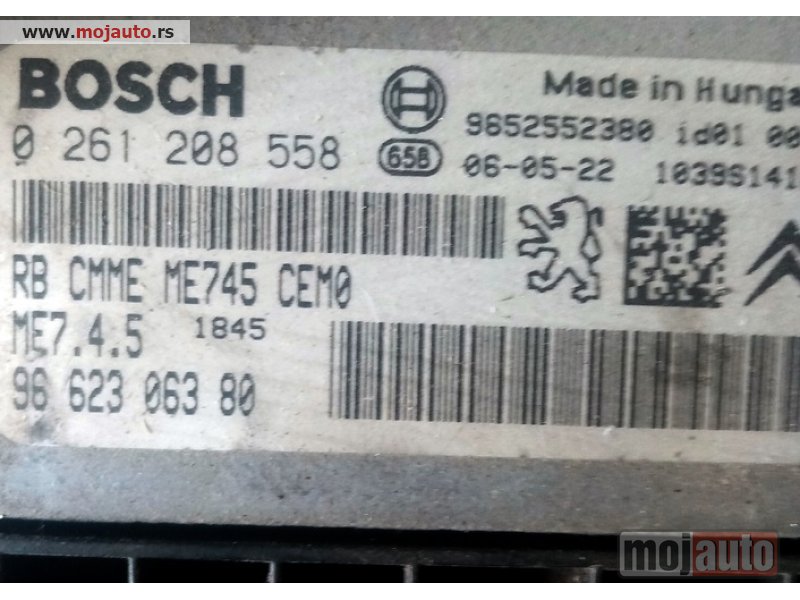 www.mojauto.rs
BOSCH
Made in Hunga
0 261 208 558
9652552380 id01 00
658
06-05-22 1039S141
RB CMME ME745 CEM0
ME7.4.5 1845
96 623 063 80
mojauto